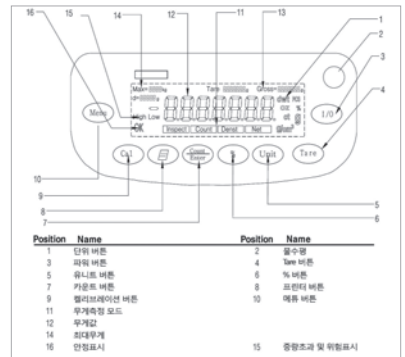 16 15 14 12 11 13
1
2
3
4
5
6
7
8
9
10
Max= Tare Gross=
d=
High Low
OK
Inspect Count Densi Net
Menu
I/O
Cal
Count
Enter
%
Unit
Tare
Position Name Position Name
1 단위 버튼 2 물수평
3 파워 버튼 4 Tare 버튼
5 유니트 버튼 6 % 버튼
7 카운트 버튼 8 프린터 버튼
9 캘리브레이션 버튼 10 메뮤 버튼
11 무게측정 모드
12 무게값
14 최대무게
16 안정표시 15 중량초과 및 위험표시